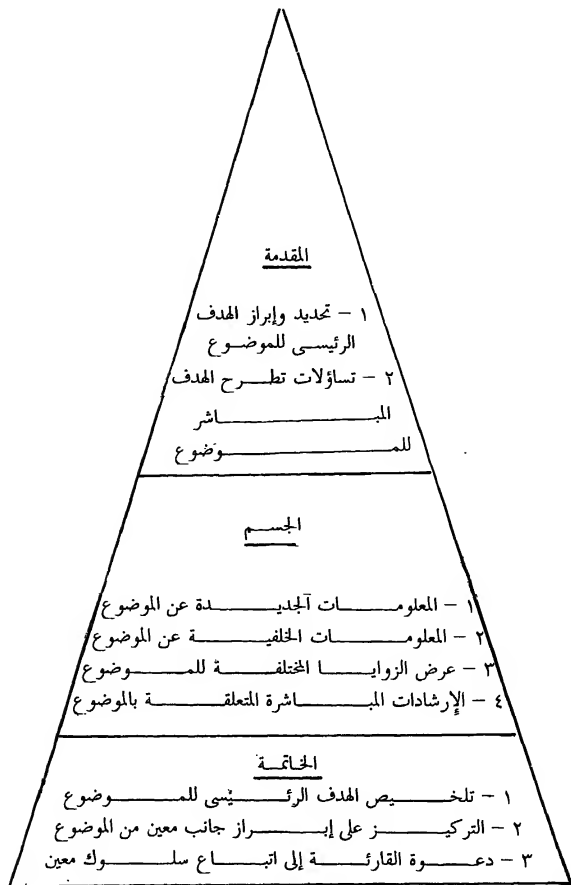 المقدمة
١ – تحديد وإبراز الهدف
الرئيسى للموضوع
٢ – تساؤلات تطرح الهدف
المباشر
للموضوع
الجسم
١ – المعلومات الجديدة عن الموضوع
٢ – المعلومات الخلفية عن الموضوع
٣ – عرض الزوايا المختلفة للموضوع
٤ – الإرشادات المباشرة المتعلقة بالموضوع
الخاتمة
١ – تلخيص الهدف الرئيسى للموضوع
٢ – التركيز على إبراز جانب معين من الموضوع
٣ – دعوة القارئة إلى اتباع سلوك معين